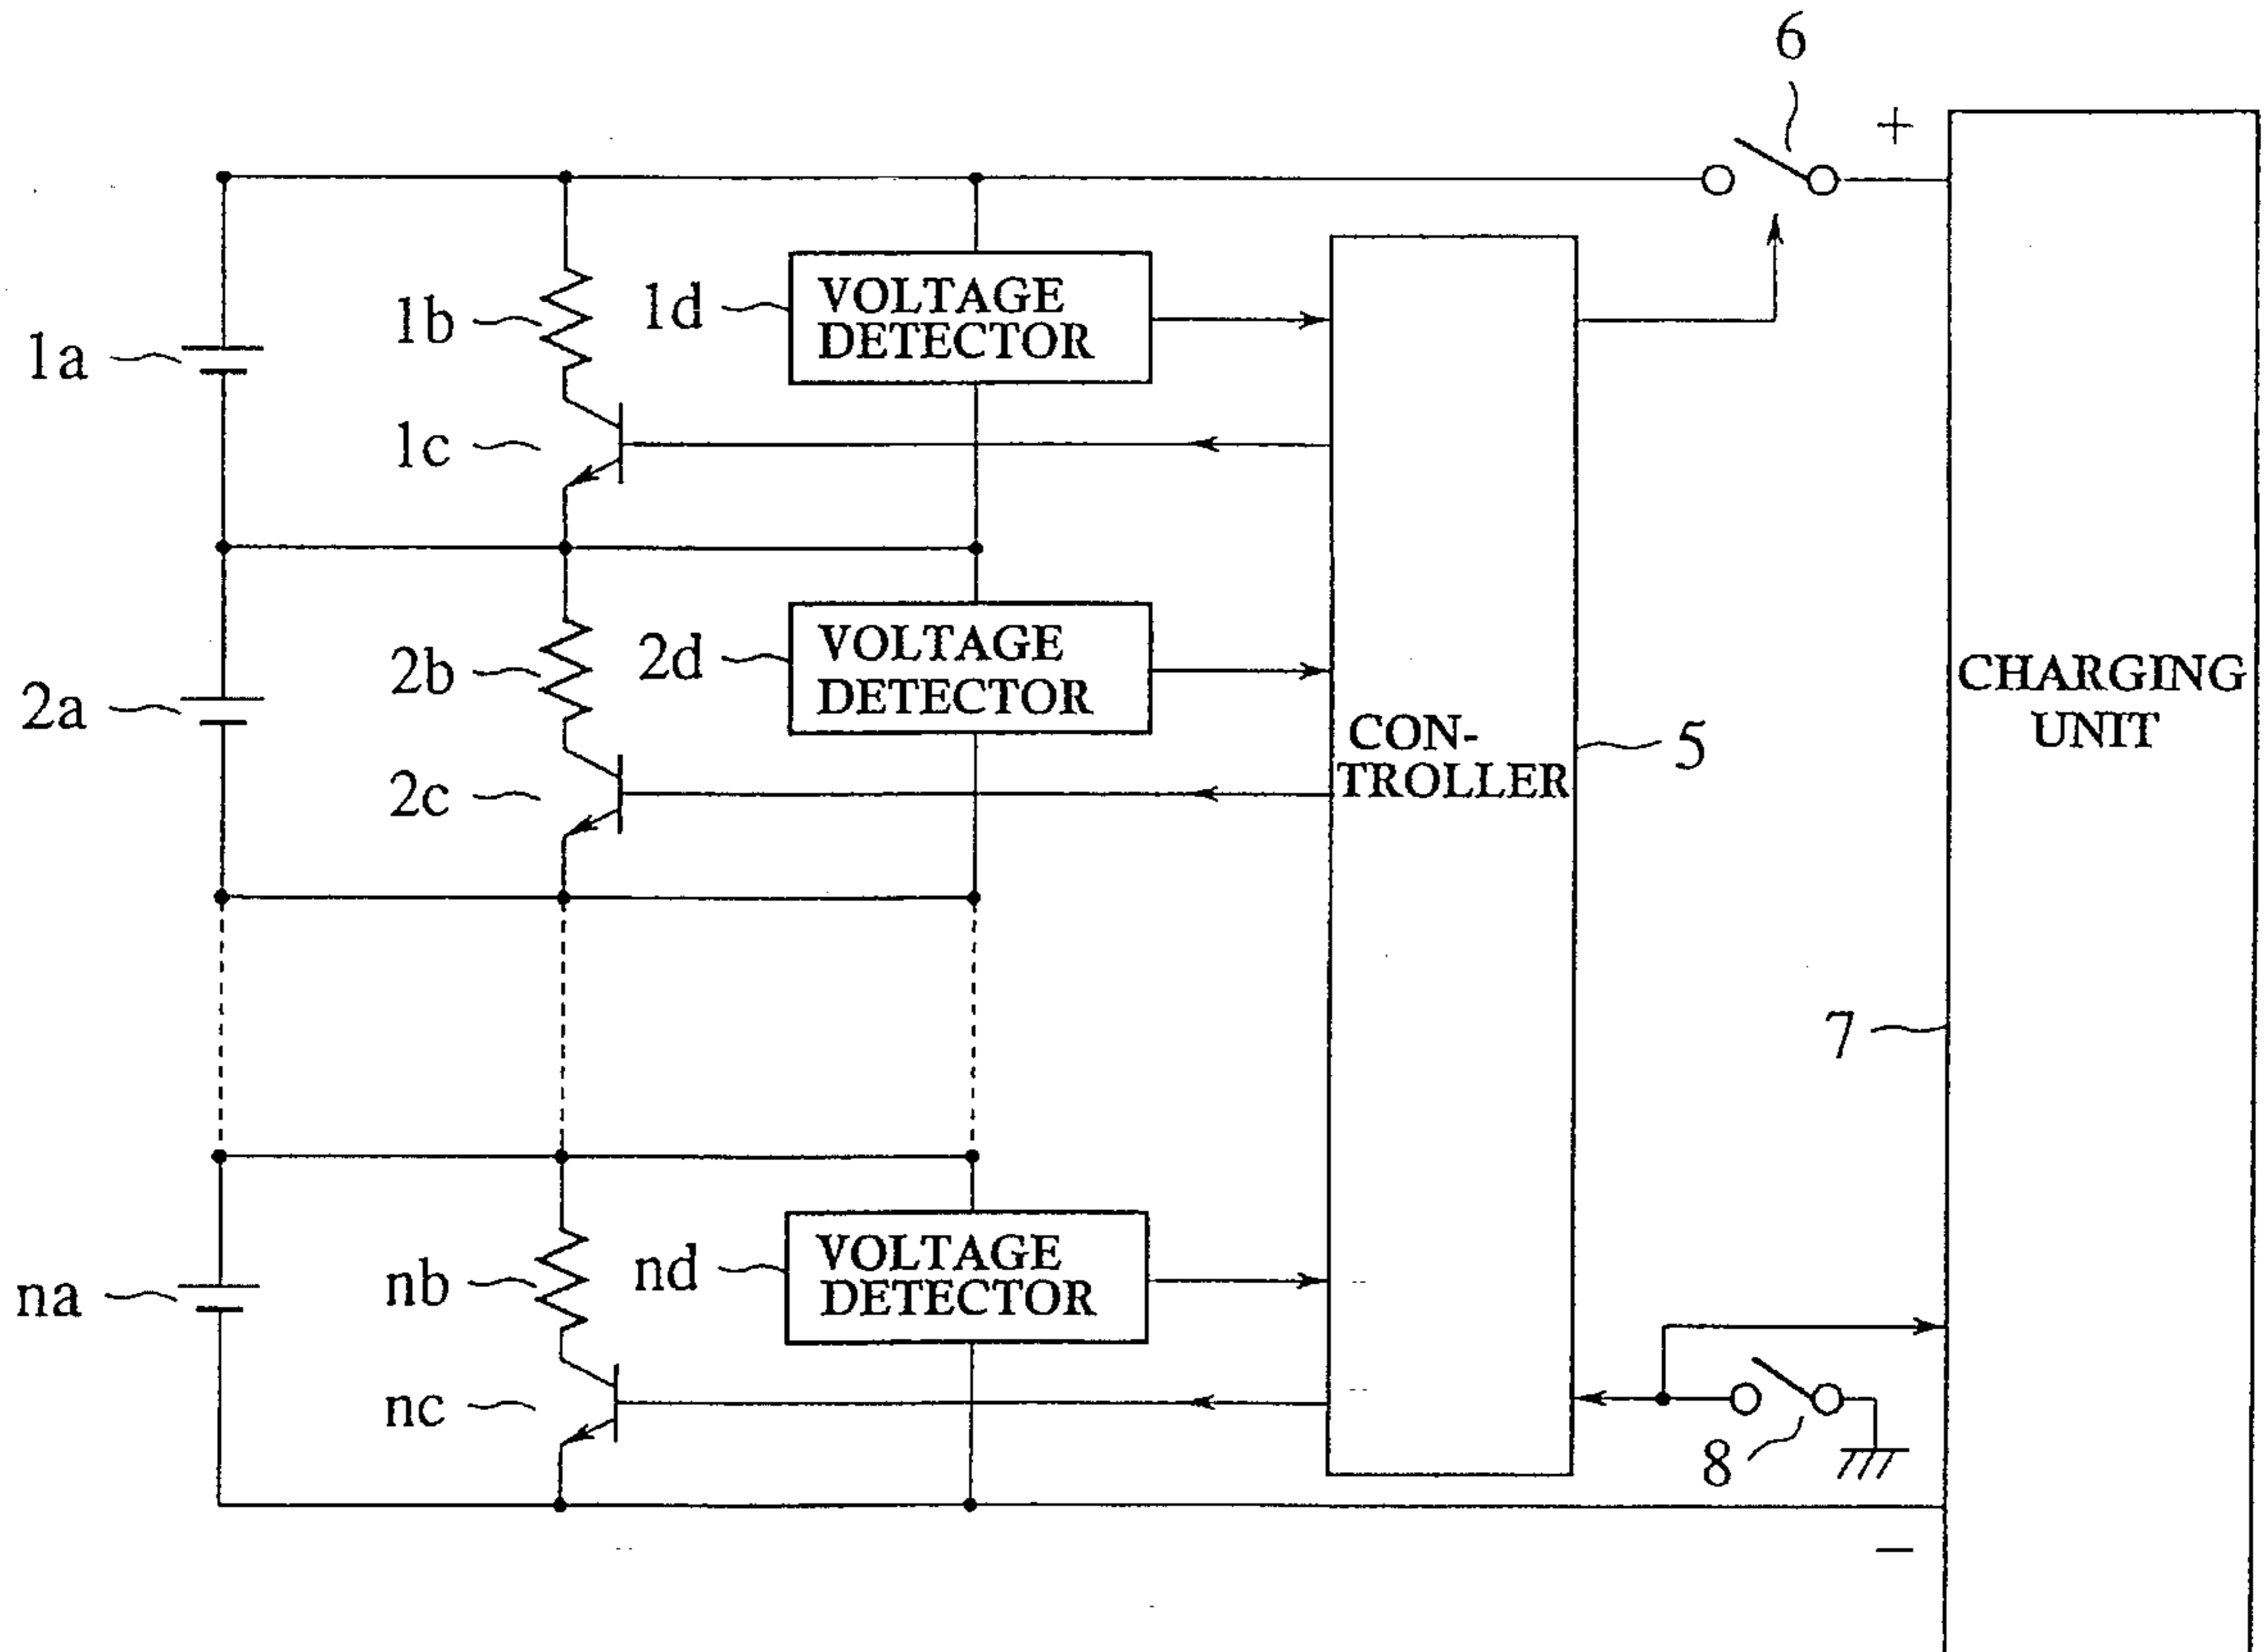 6
+
1a
1b
1c
1d
VOLTAGE
DETECTOR
2a
2b
2c
2d
VOLTAGE
DETECTOR
CON-
TROLLER
5
CHARGING
UNIT
7
na
nb
nc
nd
VOLTAGE
DETECTOR
8
−